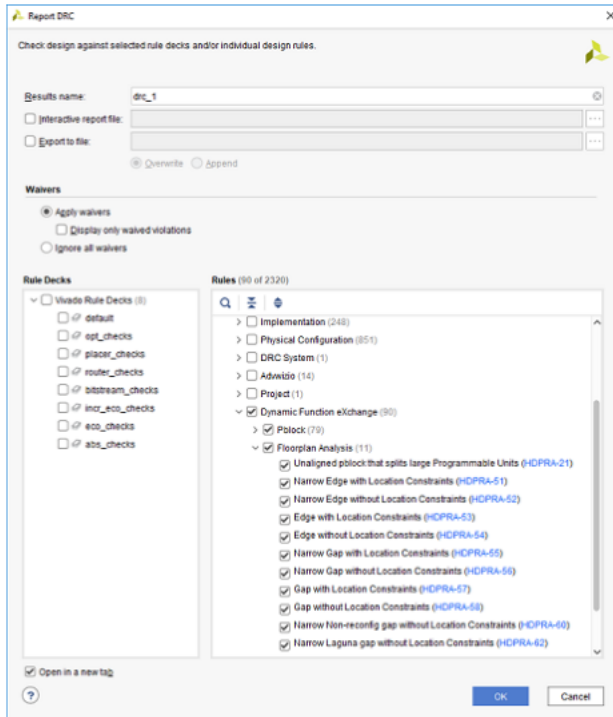 Report DRC
Check design against selected rule decks and/or individual design rules.
Results name: drc_1
Interactive report file:
Export to file:
Overwrite Append
Waivers
Apply waivers
Display only waived violations
Ignore all waivers
Rule Decks
Vivado Rule Decks (8)
default
opt_checks
placer_checks
router_checks
bitstream_checks
incr_eco_checks
eco_checks
abs_checks
Rules (90 of 2320)
Implementation (248)
Physical Configuration (851)
DRC System (1)
Advwizio (14)
Project (1)
Dynamic Function eXchange (90)
Pblock (79)
Floorplan Analysis (11)
Unaligned pblock that splits large Programmable Units (HDPRA-21)
Narrow Edge with Location Constraints (HDPRA-51)
Narrow Edge without Location Constraints (HDPRA-52)
Edge with Location Constraints (HDPRA-53)
Edge without Location Constraints (HDPRA-54)
Narrow Gap with Location Constraints (HDPRA-55)
Narrow Gap without Location Constraints (HDPRA-56)
Gap with Location Constraints (HDPRA-57)
Gap without Location Constraints (HDPRA-58)
Narrow Non-reconfig gap without Location Constraints (HDPRA-60)
Narrow Laguna gap without Location Constraints (HDPRA-62)
Open in a new tab
? OK Cancel